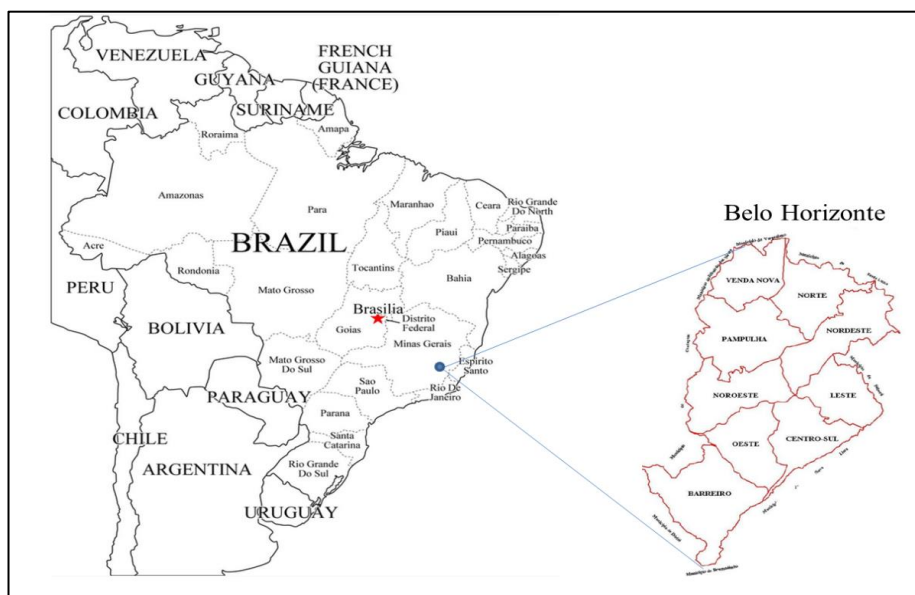 VENEZUELA
FRENCH
GUIANA
(FRANCE)
GUYANA
SURINAME
COLOMBIA
Roraima
Amapa
Amazonas
Para
Maranhao
Ceara
Rio Grande
Do North
Paraiba
Piaui
Pernambuco
Alagoas
Sergipe
BRAZIL
Acre
Rondonia
Tocantins
Bahia
PERU
Mato Grosso
BOLIVIA
Brasilia
Distrito
Federal
Goias
Minas Gerais
Mato Grosso
Do Sul
Espirito
Santo
Sao
Paulo
Rio De
Janeiro
PARAGUAY
Parana
CHILE
Santa
Catarina
ARGENTINA
Rio Grande
Do Sul
URUGUAY
Belo Horizonte
VENDA NOVA
NORTE
PAMPULHA
NORDESTE
NOROESTE
LESTE
OESTE
CENTRO-SUL
BARREIRO